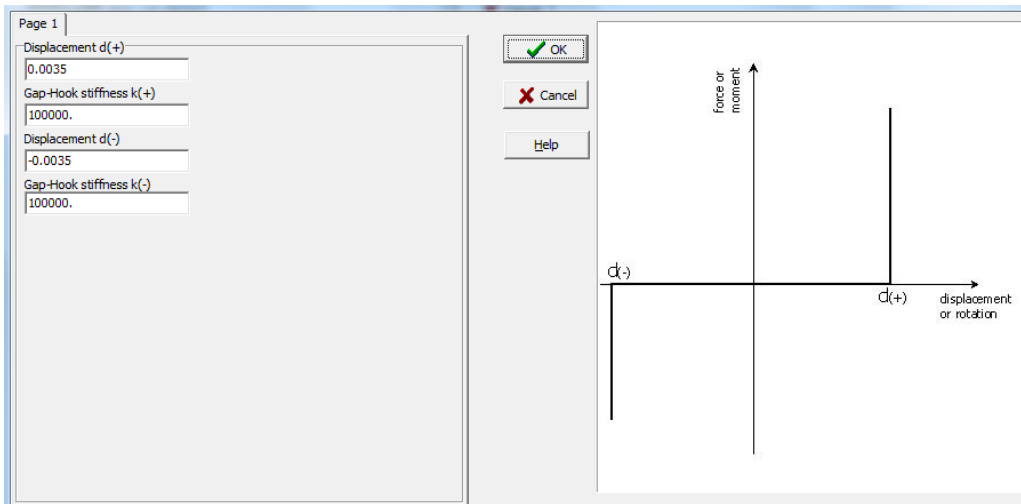 Page 1
Displacement d(+)
0.0035
Gap-Hook stiffness k(+)
100000.
Displacement d(-)
-0.0035
Gap-Hook stiffness k(-)
100000.
OK
Cancel
Help
force or
moment
d(-)
d(+)
displacement
or rotation